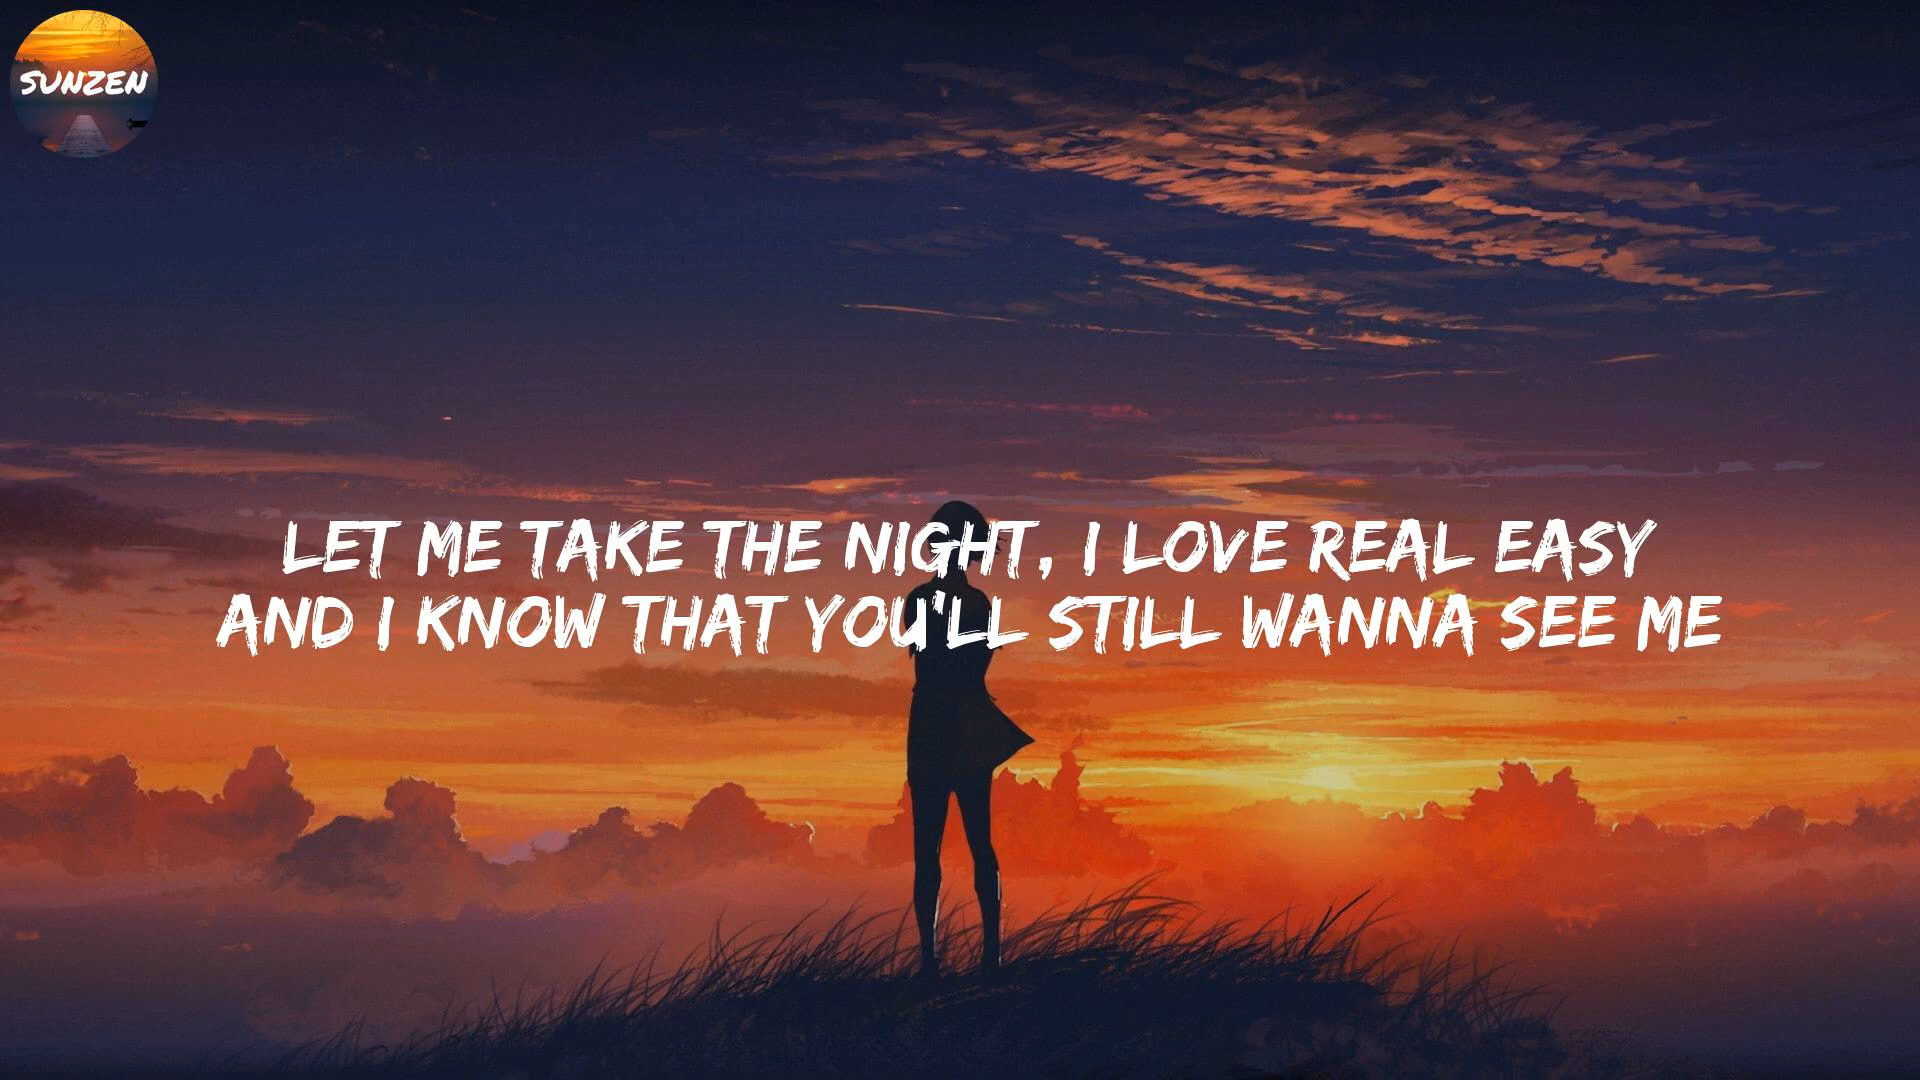 SUNZEN
LET ME TAKE THE NIGHT, I LOVE REAL EASY
AND I KNOW THAT YOU'LL STILL WANNA SEE ME